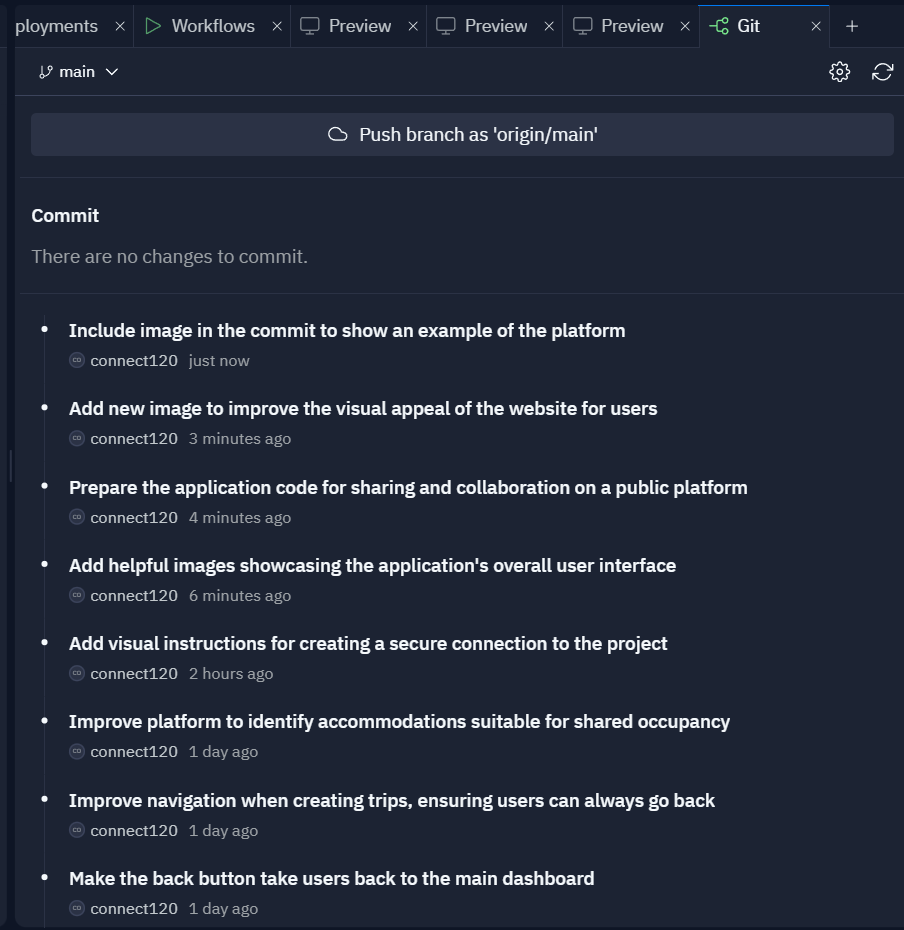 ployments Workflows Preview Preview Preview Git
main
Push branch as 'origin/main'
Commit
There are no changes to commit.
Include image in the commit to show an example of the platform
connect120 just now
Add new image to improve the visual appeal of the website for users
connect120 3 minutes ago
Prepare the application code for sharing and collaboration on a public platform
connect120 4 minutes ago
Add helpful images showcasing the application's overall user interface
connect120 6 minutes ago
Add visual instructions for creating a secure connection to the project
connect120 2 hours ago
Improve platform to identify accommodations suitable for shared occupancy
connect120 1 day ago
Improve navigation when creating trips, ensuring users can always go back
connect120 1 day ago
Make the back button take users back to the main dashboard
connect120 1 day ago